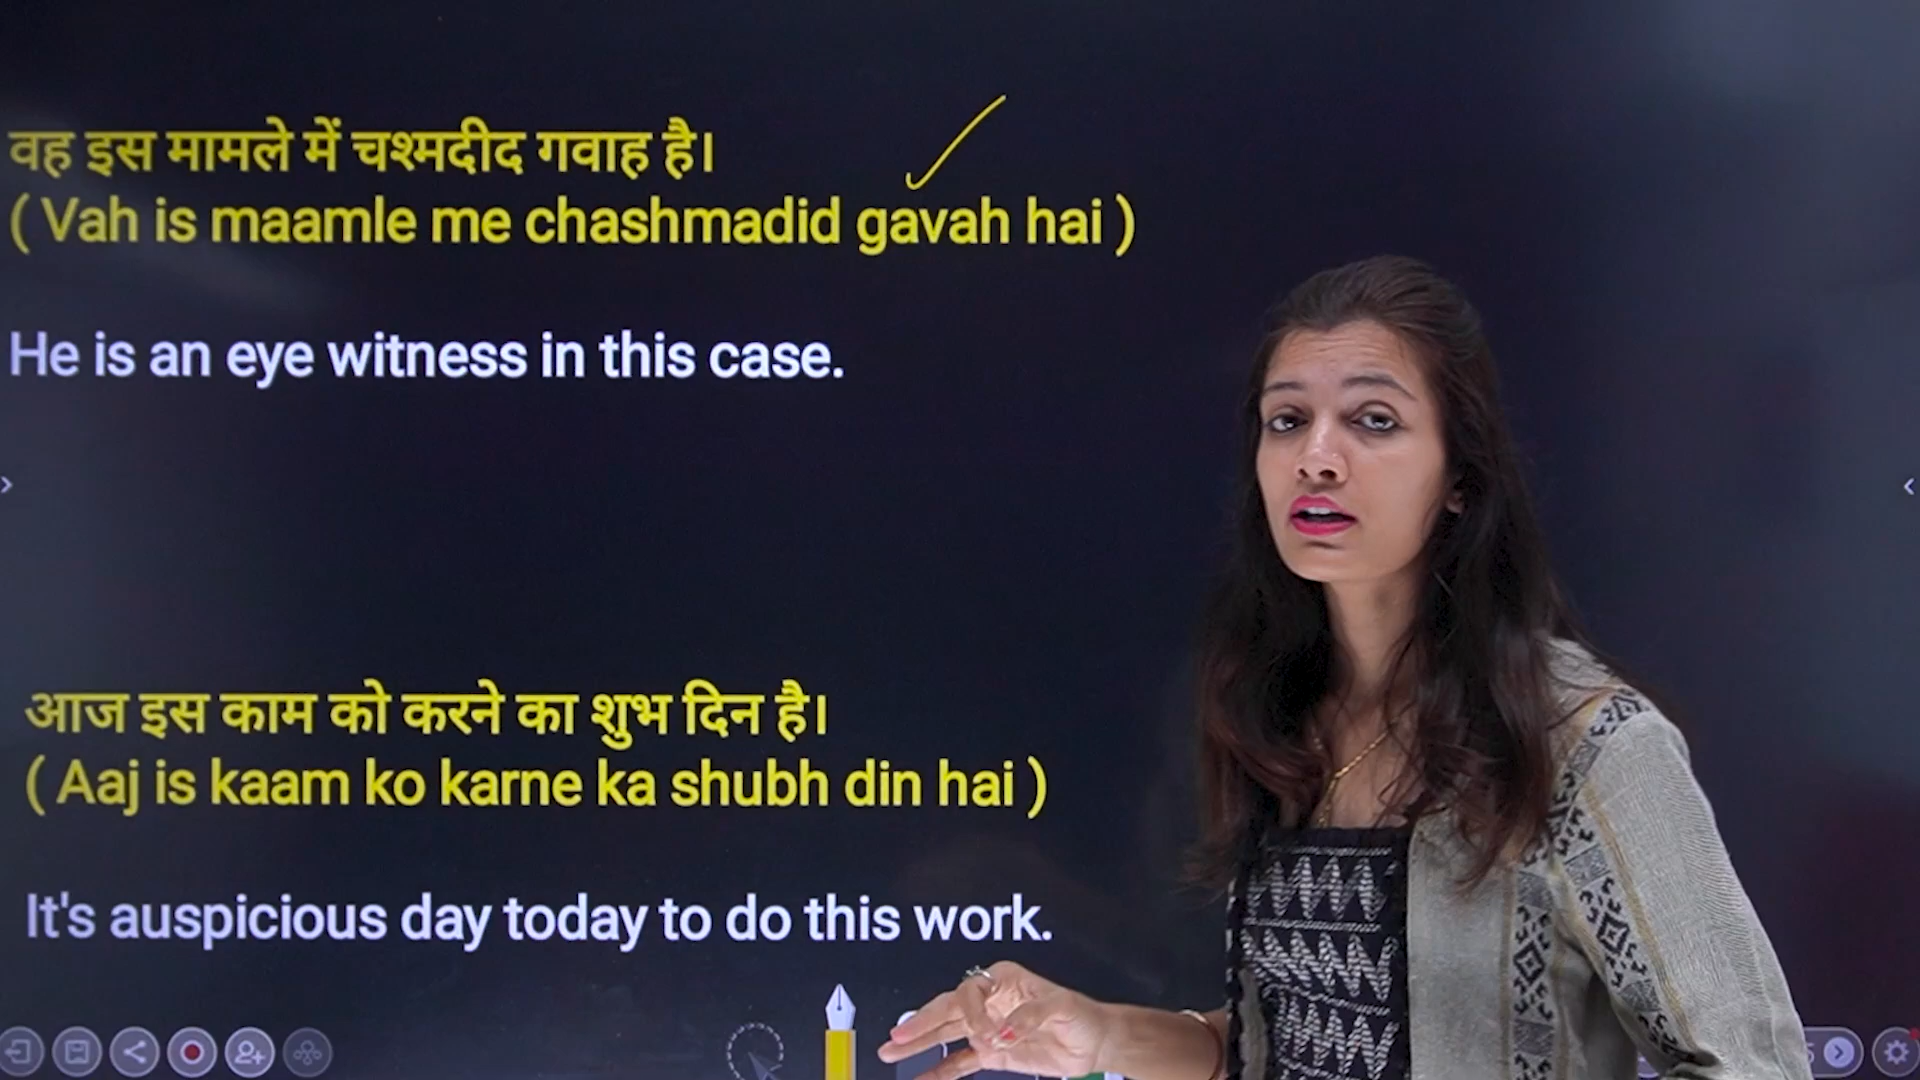 वह इस मामले में चश्मदीद गवाह है।
( Vah is maamle me chashmadid gavah hai )
He is an eye witness in this case.
आज इस काम को करने का शुभ दिन है।
( Aaj is kaam ko karne ka shubh din hai )
It's auspicious day today to do this work.